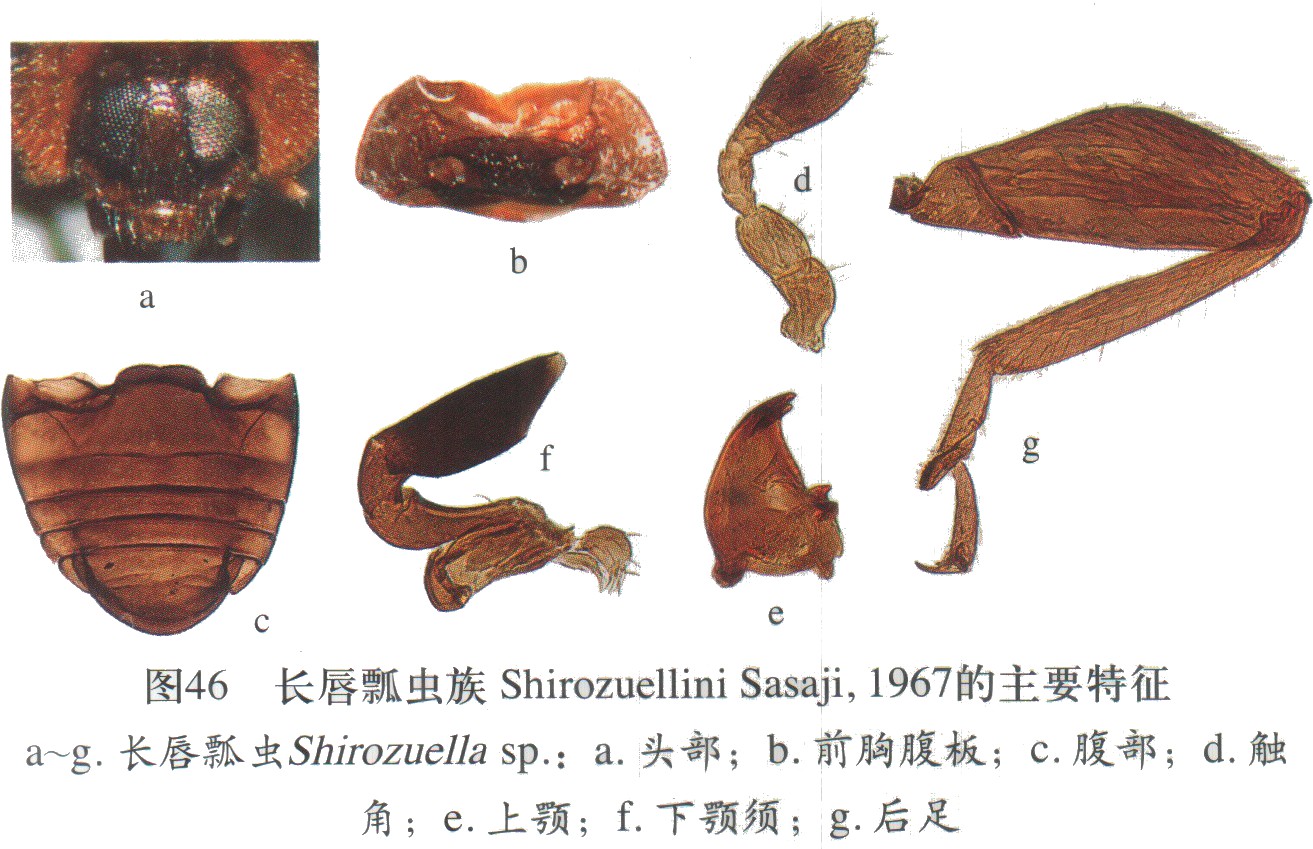 a
b
d
g
f
c
e
图46 长唇瓢虫族 Shirozuellini Sasaji, 1967的主要特征
a~g. 长唇瓢虫Shirozuella sp.：a. 头部；b. 前胸腹板；c. 腹部；d. 触
角；e. 上颚；f. 下颚须；g. 后足